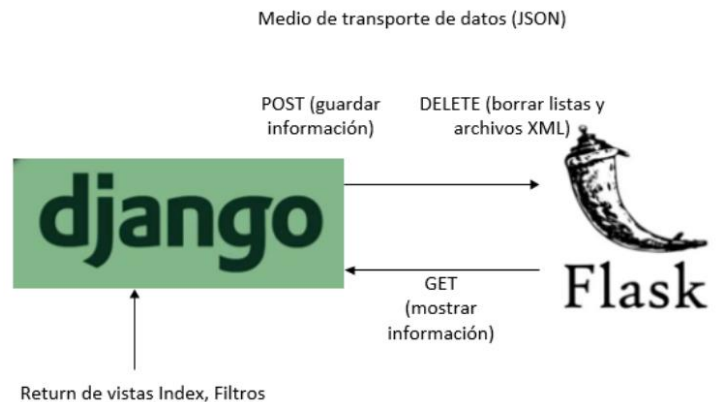 Medio de transporte de datos (JSON)
POST (guardar
información)
DELETE (borrar listas y
archivos XML)
django
Flask
GET
(mostrar
información)
Return de vistas Index, Filtros